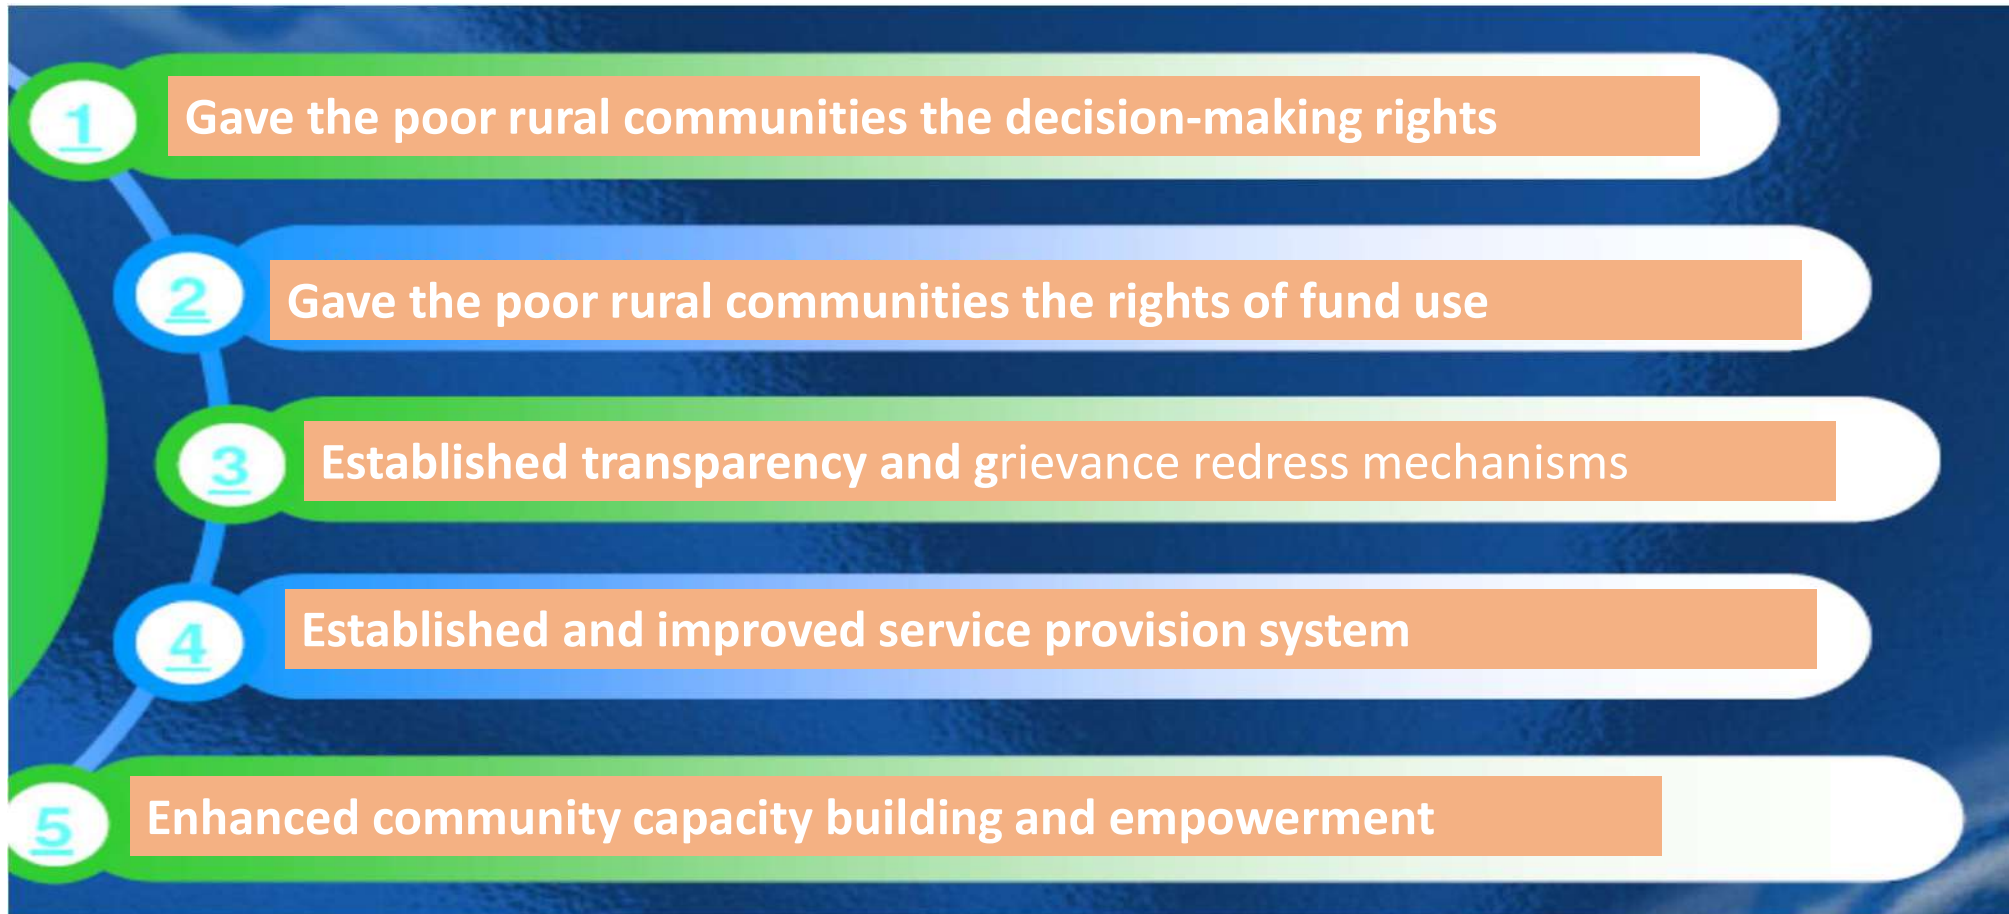 1 Gave the poor rural communities the decision-making rights
2 Gave the poor rural communities the rights of fund use
3 Established transparency and grievance redress mechanisms
4 Established and improved service provision system
5 Enhanced community capacity building and empowerment